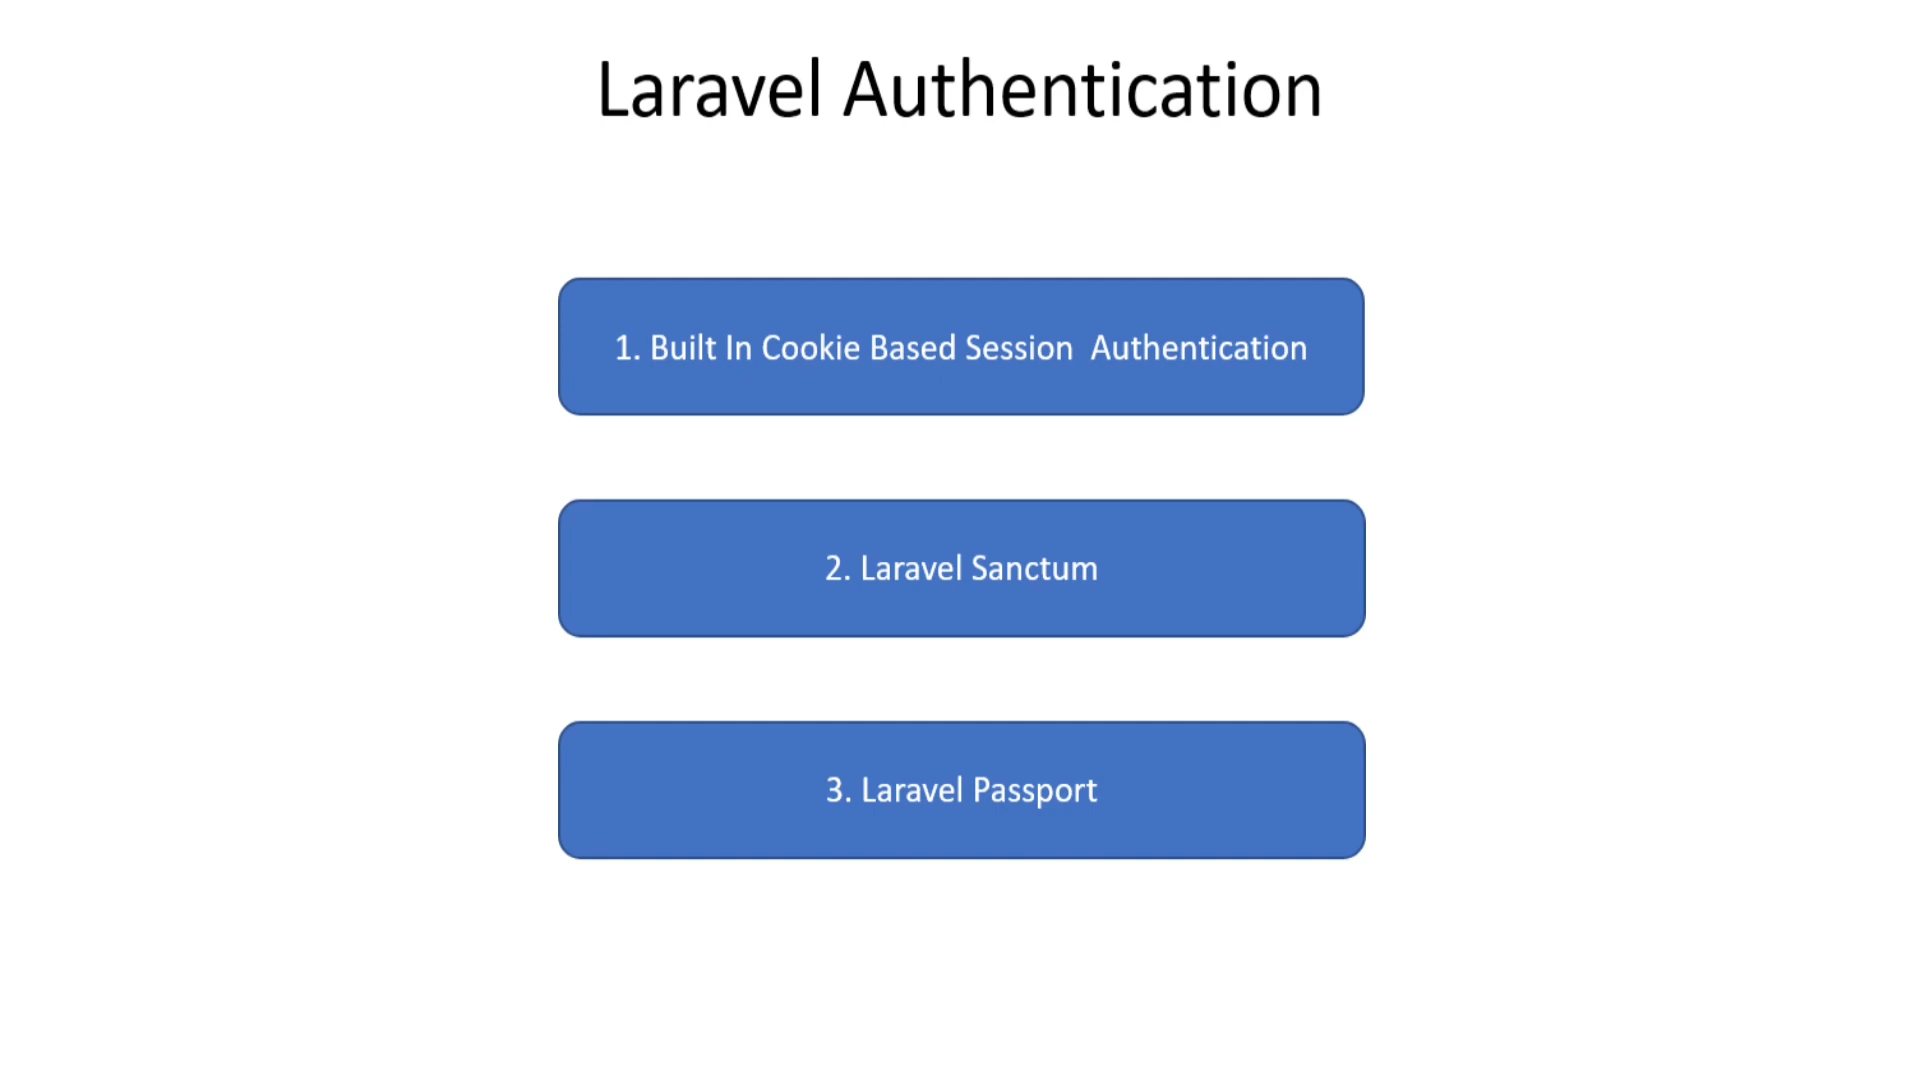 Laravel Authentication
1. Built In Cookie Based Session  Authentication
2. Laravel Sanctum
3. Laravel Passport